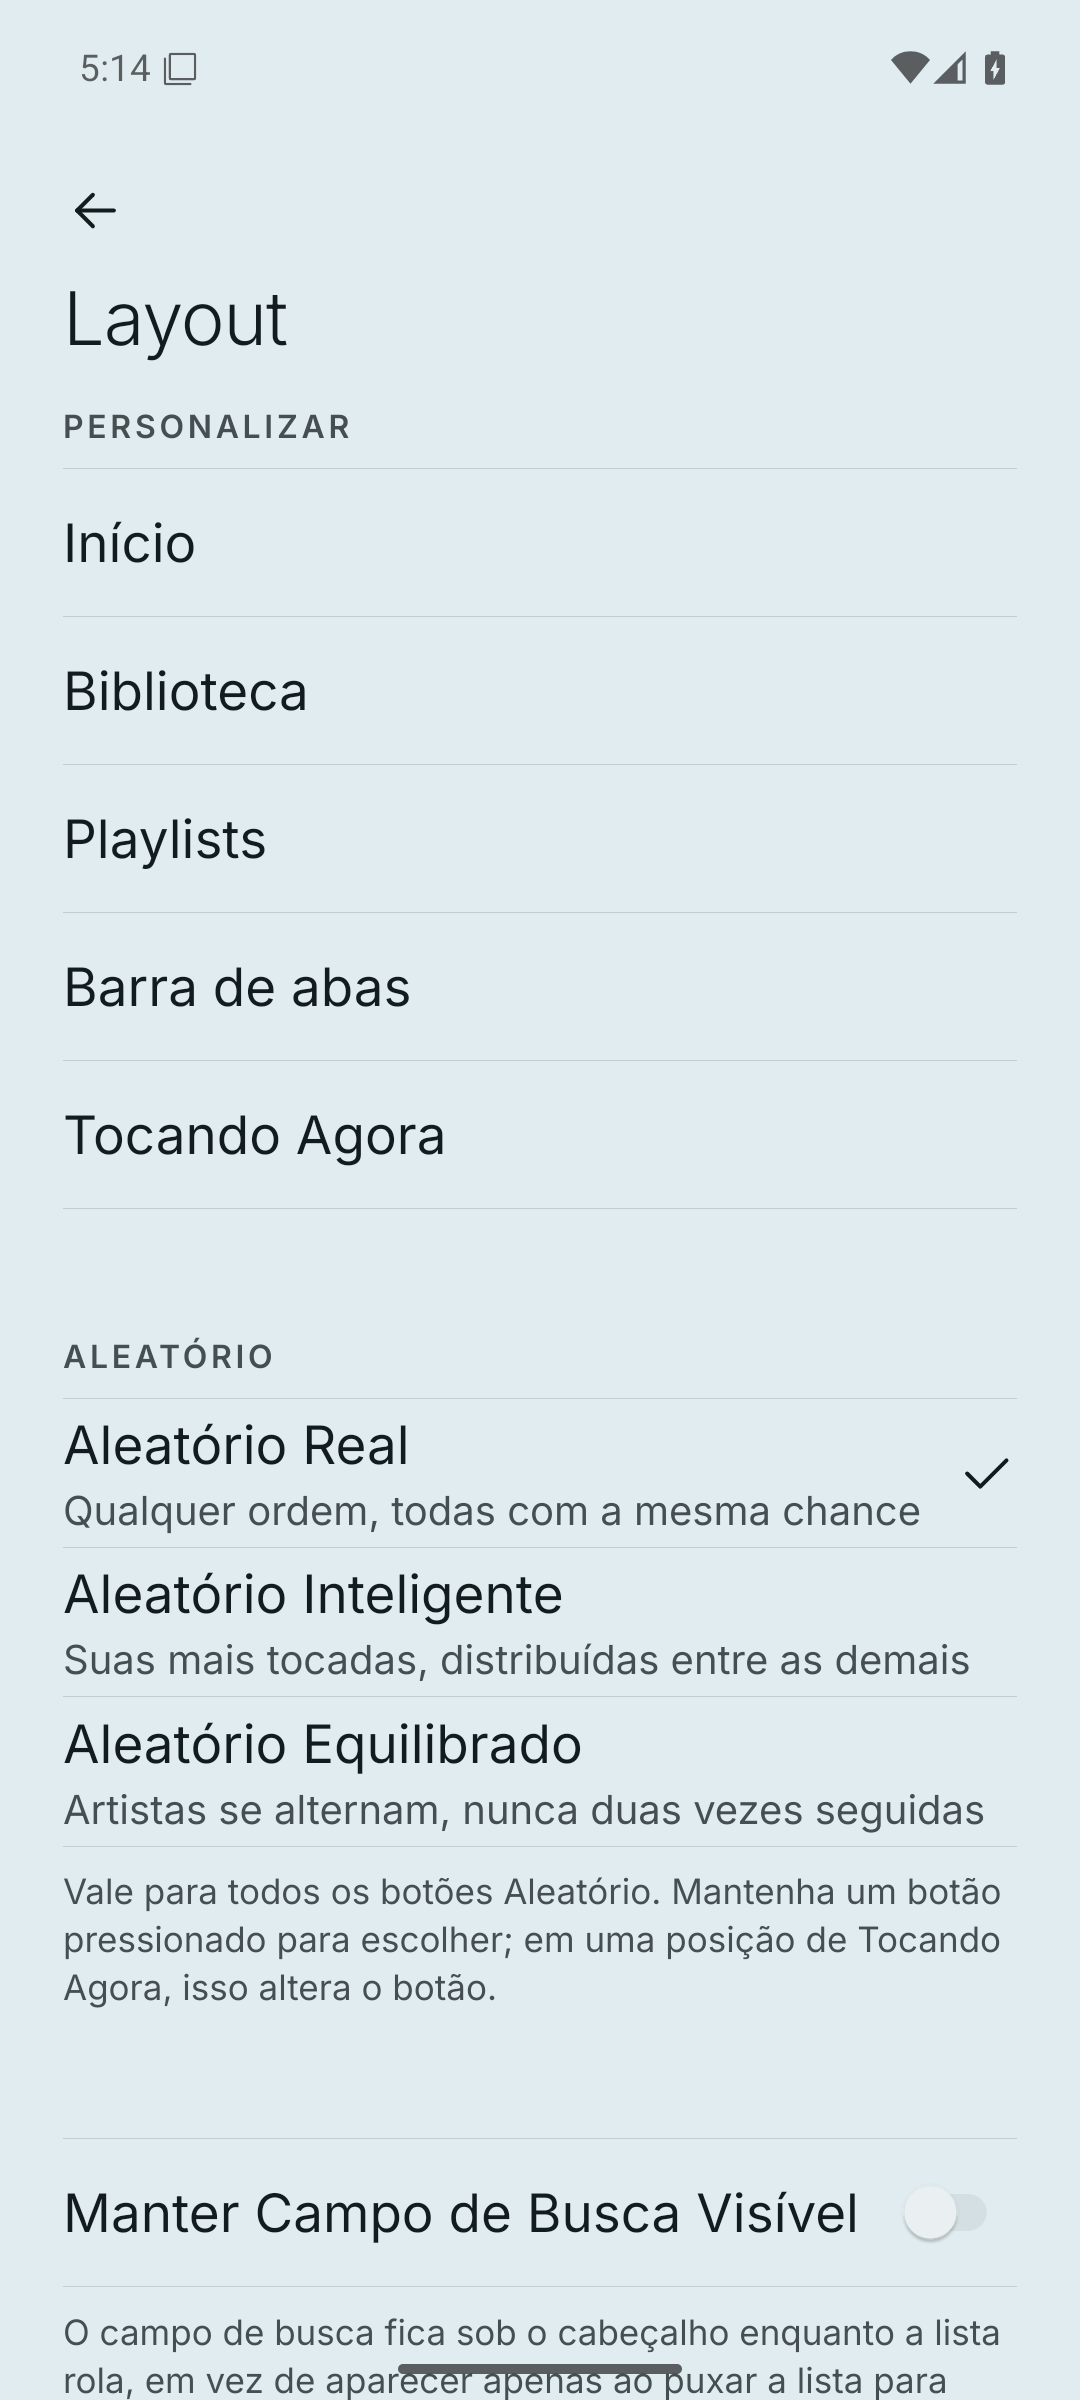 5:14
Layout
PERSONALIZAR
Início
Biblioteca
Playlists
Barra de abas
Tocando Agora
ALEATÓRIO
Aleatório Real
Qualquer ordem, todas com a mesma chance
Aleatório Inteligente
Suas mais tocadas, distribuídas entre as demais
Aleatório Equilibrado
Artistas se alternam, nunca duas vezes seguidas
Vale para todos os botões Aleatório. Mantenha um botão
pressionado para escolher; em uma posição de Tocando
Agora, isso altera o botão.
Manter Campo de Busca Visível
O campo de busca fica sob o cabeçalho enquanto a lista
rola, em vez de aparecer apenas ao puxar a lista para